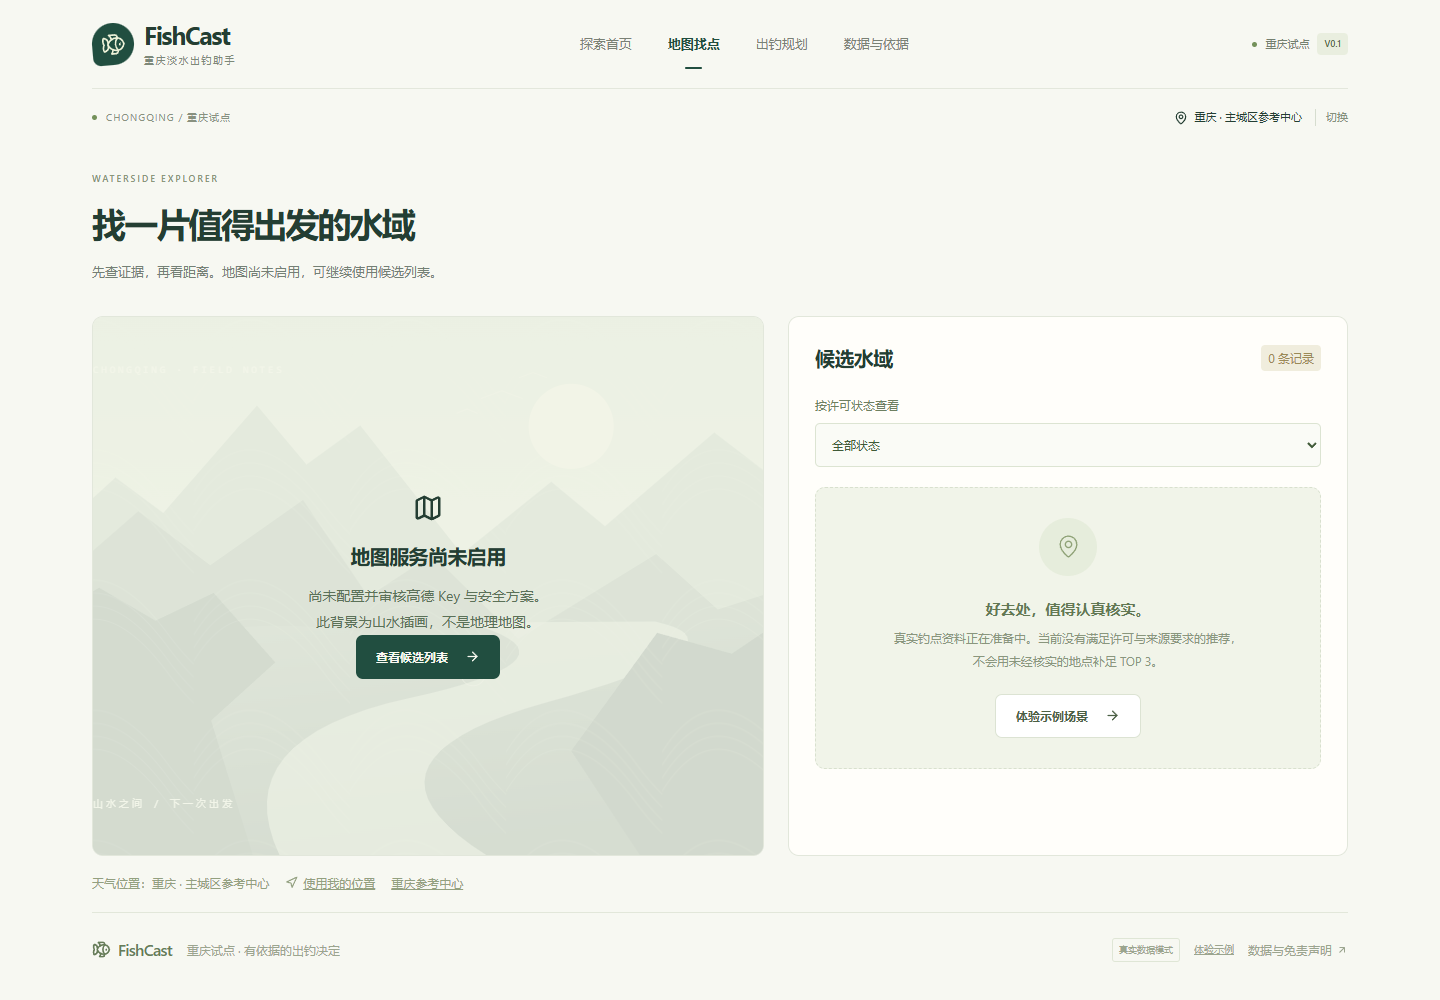 FishCast
重庆淡水出钓助手
探索首页
地图找点
出钓规划
数据与依据
重庆试点
V0.1
CHONGQING / 重庆试点
重庆 · 主城区参考中心
切换
WATERSIDE EXPLORER
找一片值得出发的水域
先查证据，再看距离。地图尚未启用，可继续使用候选列表。
地图服务尚未启用
尚未配置并审核高德 Key 与安全方案。
此背景为山水插画，不是地理地图。
查看候选列表
山水之间 / 下一次出发
候选水域
0 条记录
按许可状态查看
全部状态
好去处，值得认真核实。
真实钓点资料正在准备中。当前没有满足许可与来源要求的推荐，
不会用未经核实的地点补足 TOP 3。
体验示例场景
天气位置：重庆 · 主城区参考中心
使用我的位置
重庆参考中心
FishCast
重庆试点 · 有依据的出钓决定
真实数据模式
体验示例
数据与免责声明